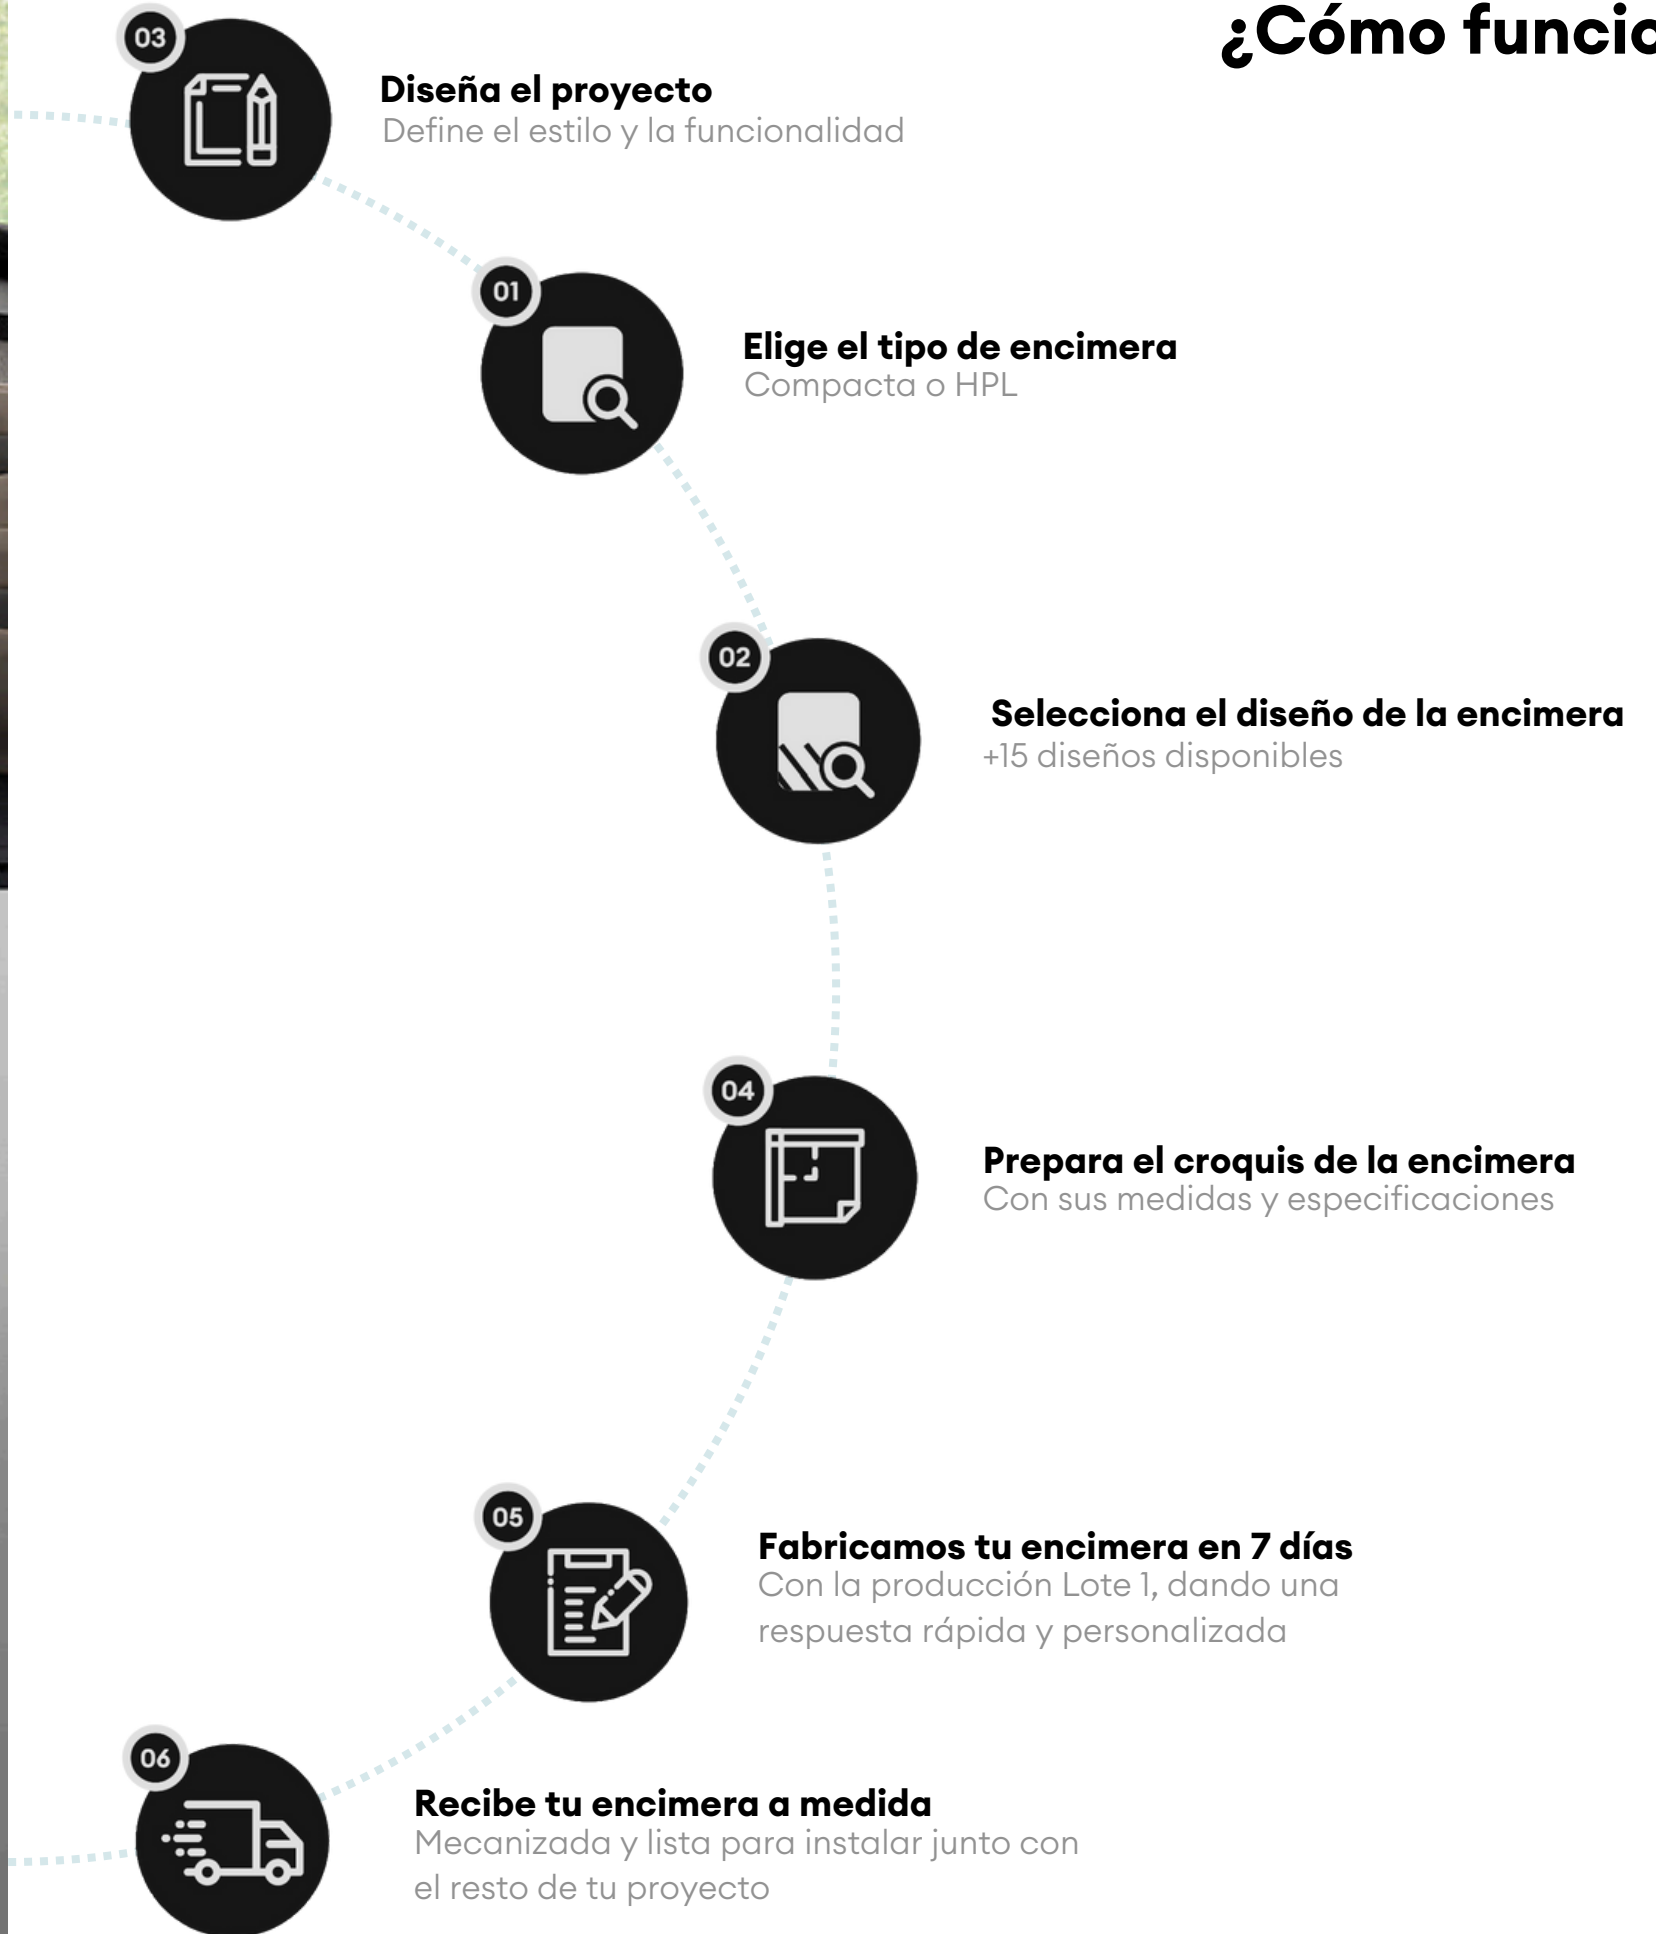 ¿Cómo funcio
03
Diseña el proyecto
Define el estilo y la funcionalidad
01
Elige el tipo de encimera
Compacta o HPL
02
Selecciona el diseño de la encimera
+15 diseños disponibles
04
Prepara el croquis de la encimera
Con sus medidas y especificaciones
05
Fabricamos tu encimera en 7 días
Con la producción Lote 1, dando una
respuesta rápida y personalizada
06
Recibe tu encimera a medida
Mecanizada y lista para instalar junto con
el resto de tu proyecto